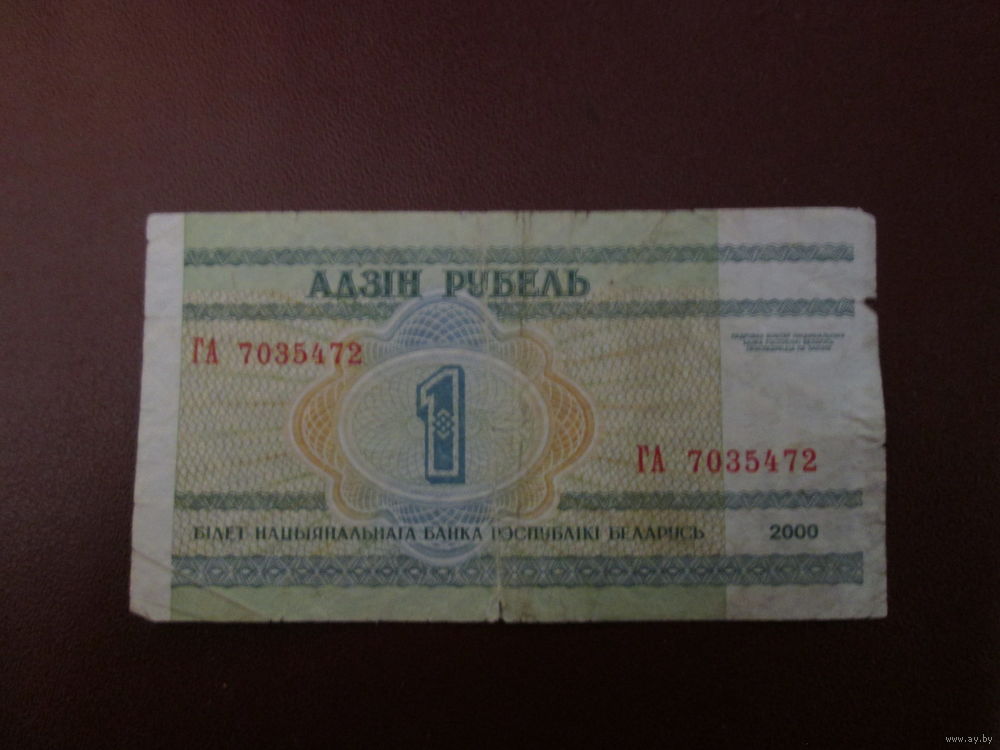 АДЗІН РУБЕЛЬ
ГА 7035472
1
ГА 7035472
БІЛЕТ НАЦЫЯНАЛЬНАГА БАНКА РЭСПУБЛІКІ БЕЛАРУСЬ
2000
www.ay.by